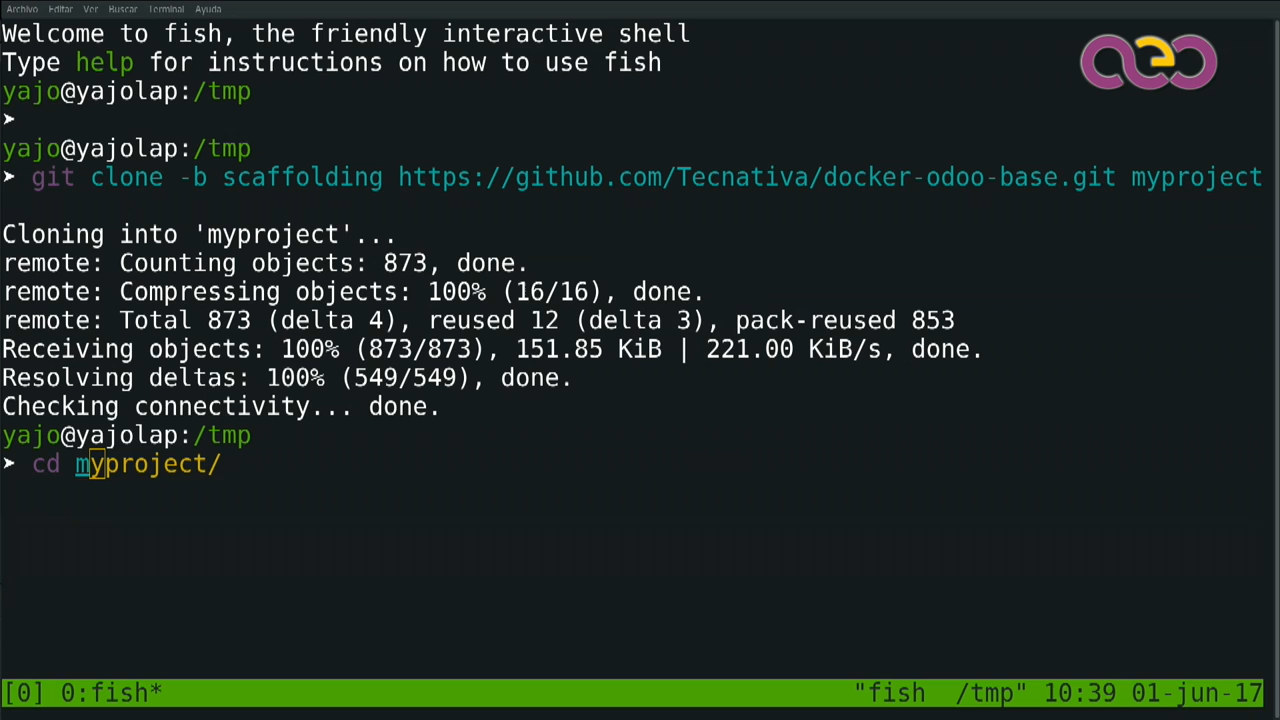 Archivo Editar Ver Buscar Terminal Ayuda
Welcome to fish, the friendly interactive shell
Type help for instructions on how to use fish
yajo@yajolap:/tmp
➤
yajo@yajolap:/tmp
➤ git clone -b scaffolding https://github.com/Tecnativa/docker-odoo-base.git myproject
Cloning into 'myproject'...
remote: Counting objects: 873, done.
remote: Compressing objects: 100% (16/16), done.
remote: Total 873 (delta 4), reused 12 (delta 3), pack-reused 853
Receiving objects: 100% (873/873), 151.85 KiB | 221.00 KiB/s, done.
Resolving deltas: 100% (549/549), done.
Checking connectivity... done.
yajo@yajolap:/tmp
➤ cd myproject/
[0] 0:fish* "fish  /tmp" 10:39 01-jun-17